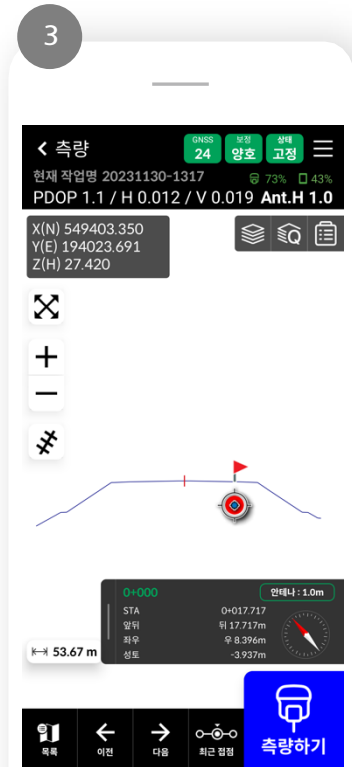 3
측량
GNSS 24
보정 양호
상태 고정
현재 작업명 20231130-1317
73% 43%
PDOP 1.1 / H 0.012 / V 0.019 Ant.H 1.0
X(N) 549403.350
Y(E) 194023.691
Z(H) 27.420
0+000
안테나 : 1.0m
STA 0+017.717
앞뒤 뒤 17.717m
좌우 우 8.396m
성토 -3.937m
53.67 m
목록
이전
다음
최근 접점
측량하기